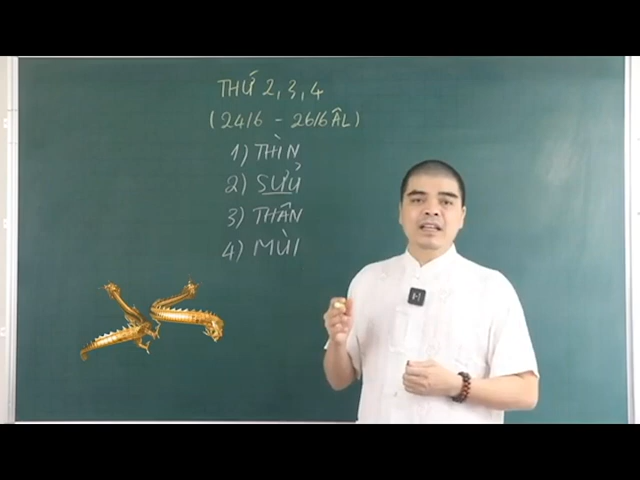 THỨ 2, 3, 4
(24/6 - 26/6 ÂL)
1) THÌN
2) SỬU
3) THÂN
4) MÙI